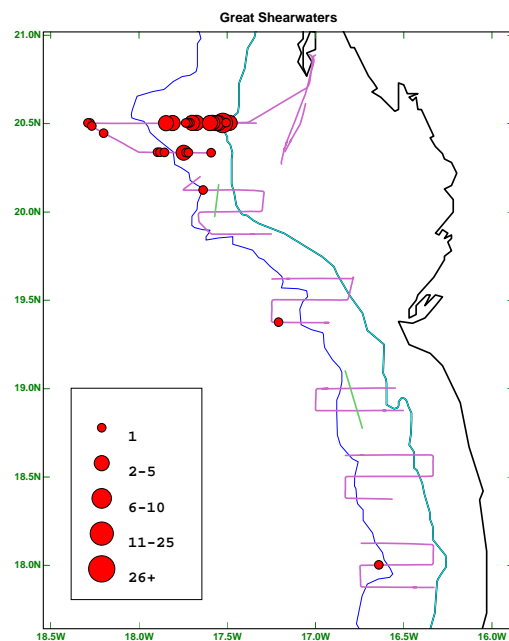 Great Shearwaters
21.0N
20.5N
20.0N
19.5N
19.0N
18.5N
18.0N
1
2-5
6-10
11-25
26+
18.5W 18.0W 17.5W 17.0W 16.5W 16.0W